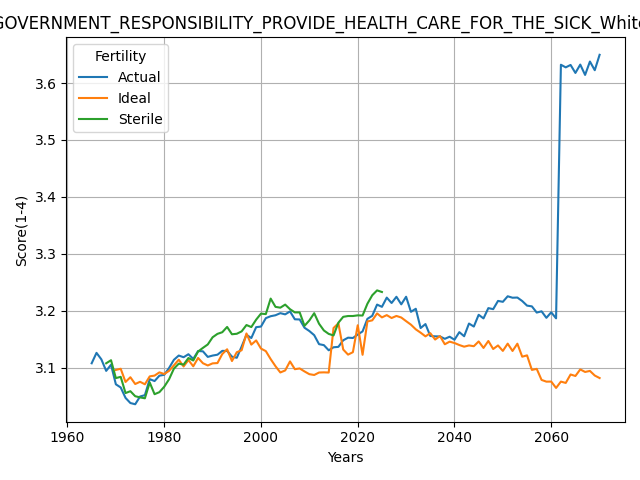 GOVERNMENT_RESPONSIBILITY_PROVIDE_HEALTH_CARE_FOR_THE_SICK_White
Fertility
Actual
Ideal
Sterile
3.6
3.5
3.4
3.3
3.2
3.1
Score(1-4)
1960 1980 2000 2020 2040 2060
Years